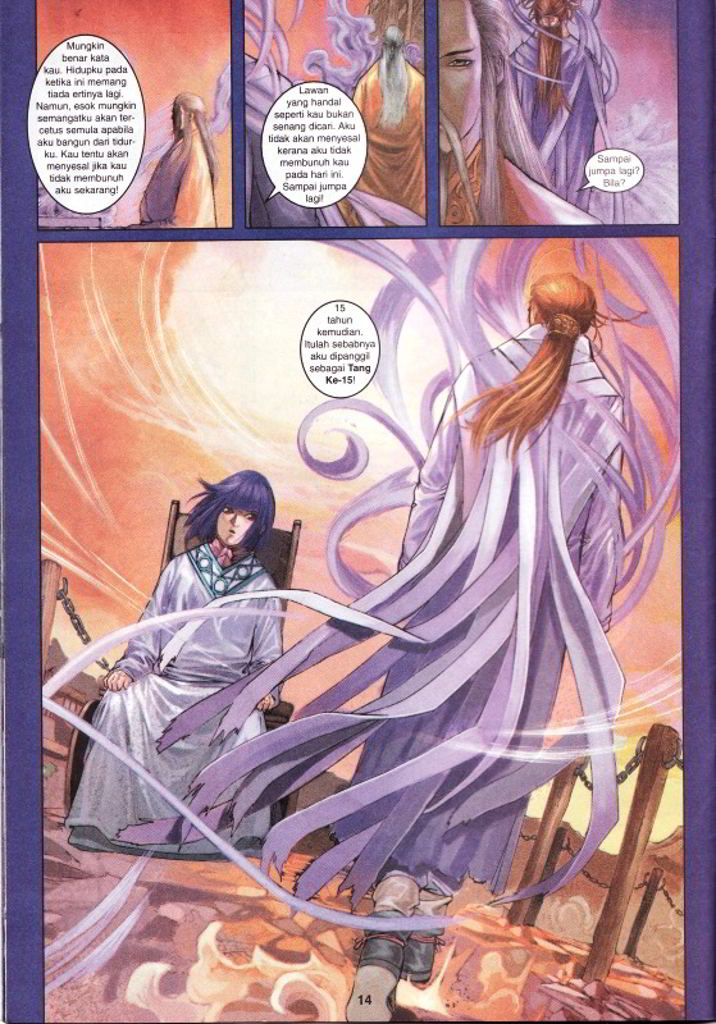 Mungkin
benar kata
kau. Hidupku pada
ketika ini memang
tiada ertinya lagi.
Namun, esok mungkin
semangatku akan ter-
cetus semula apabila
aku bangun dari tidur-
ku. Kau tentu akan
menyesal jika kau
tidak membunuh
aku sekarang!
Lawan
yang handal
seperti kau bukan
senang dicari. Aku
tidak akan menyesal
kerana aku tidak
membunuh kau
pada hari ini.
Sampai jumpa
lagi!
Sampai
jumpa lagi?
Bila?
15
tahun
kemudian.
Itulah sebabnya
aku dipanggil
sebagai Tang
Ke-15!
14